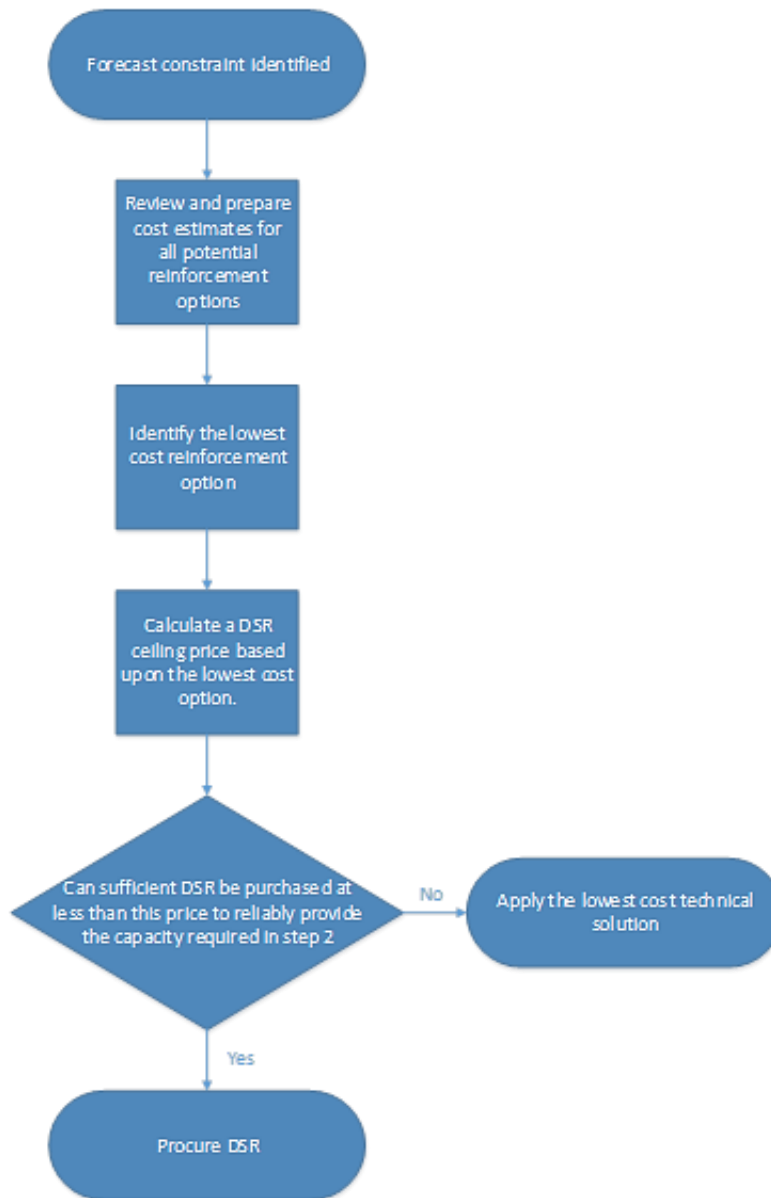 Forecast constraint identified
Review and prepare
cost estimates for
all potential
reinforcement
options
Identify the lowest
cost reinforcement
option
Calculate a DSR
ceiling price based
upon the lowest cost
option.
Can sufficient DSR be purchased at
less than this price to reliably provide
the capacity required in step 2
No
Apply the lowest cost technical
solution
Yes
Procure DSR